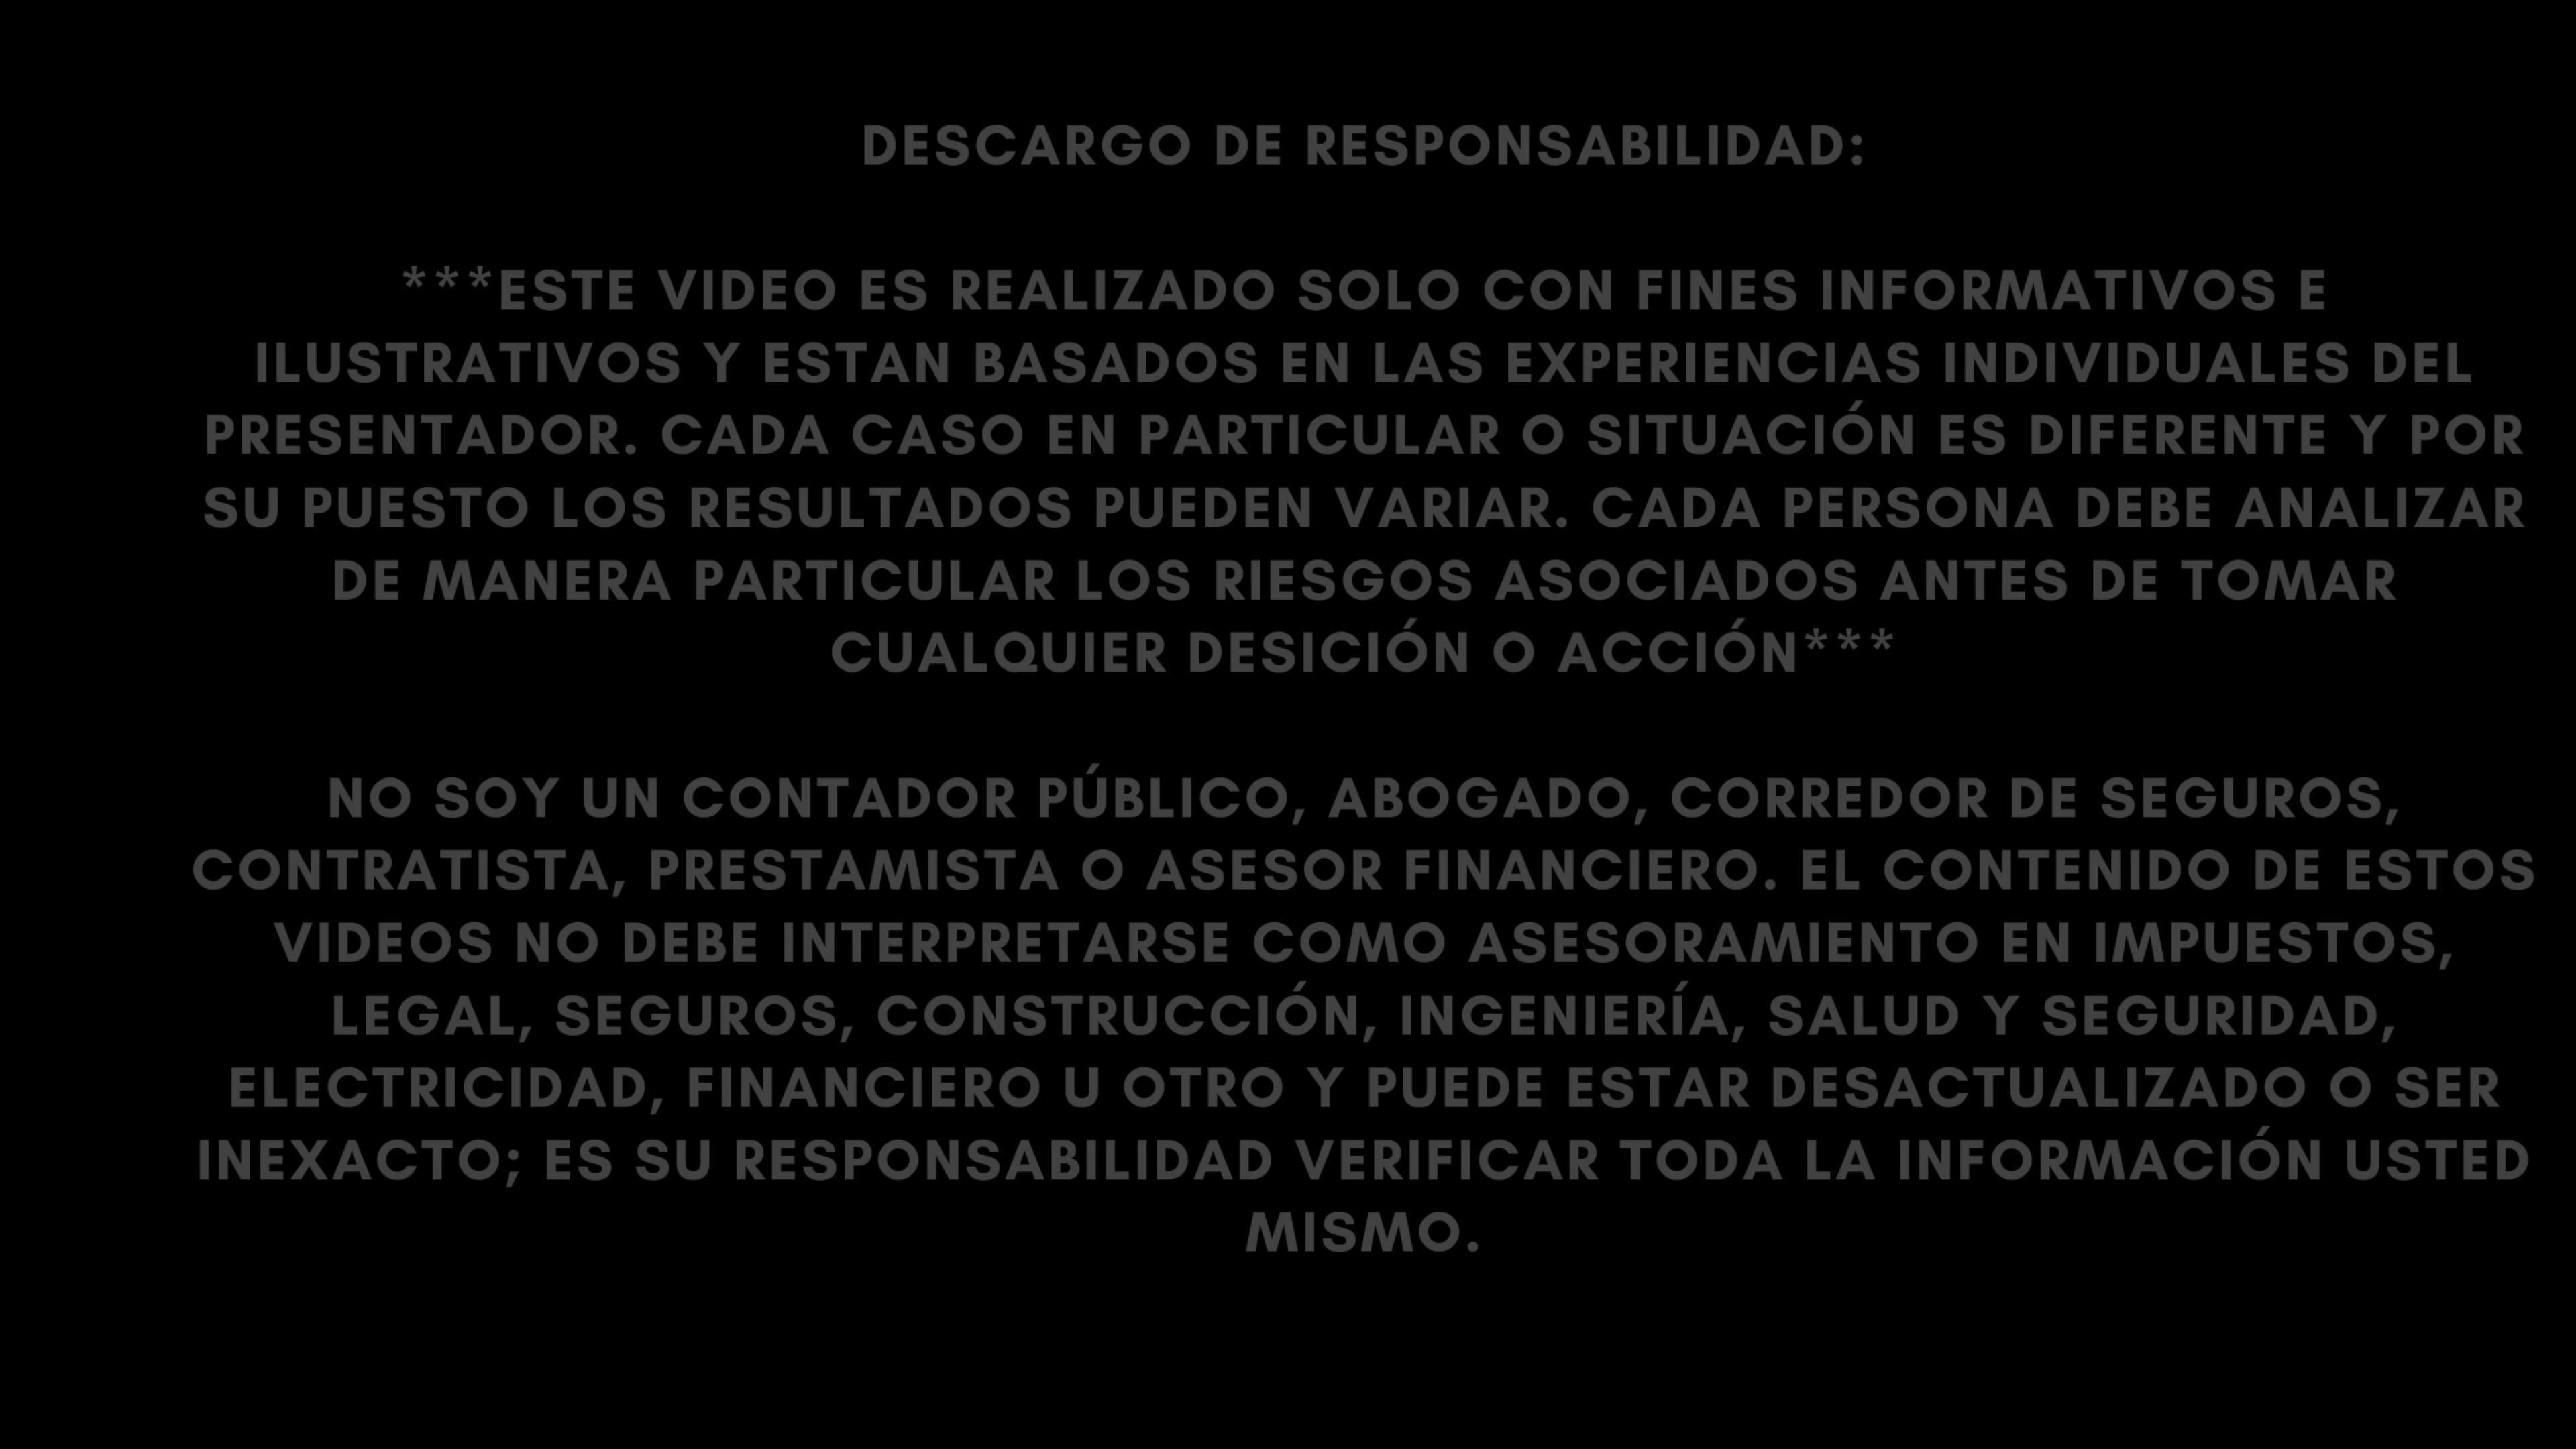 DESCARGO DE RESPONSABILIDAD:
***ESTE VIDEO ES REALIZADO SOLO CON FINES INFORMATIVOS E
ILUSTRATIVOS Y ESTAN BASADOS EN LAS EXPERIENCIAS INDIVIDUALES DEL
PRESENTADOR. CADA CASO EN PARTICULAR O SITUACIÓN ES DIFERENTE Y POR
SU PUESTO LOS RESULTADOS PUEDEN VARIAR. CADA PERSONA DEBE ANALIZAR
DE MANERA PARTICULAR LOS RIESGOS ASOCIADOS ANTES DE TOMAR
CUALQUIER DESICIÓN O ACCIÓN***
NO SOY UN CONTADOR PÚBLICO, ABOGADO, CORREDOR DE SEGUROS,
CONTRATISTA, PRESTAMISTA O ASESOR FINANCIERO. EL CONTENIDO DE ESTOS
VIDEOS NO DEBE INTERPRETARSE COMO ASESORAMIENTO EN IMPUESTOS,
LEGAL, SEGUROS, CONSTRUCCIÓN, INGENIERÍA, SALUD Y SEGURIDAD,
ELECTRICIDAD, FINANCIERO U OTRO Y PUEDE ESTAR DESACTUALIZADO O SER
INEXACTO; ES SU RESPONSABILIDAD VERIFICAR TODA LA INFORMACIÓN USTED
MISMO.